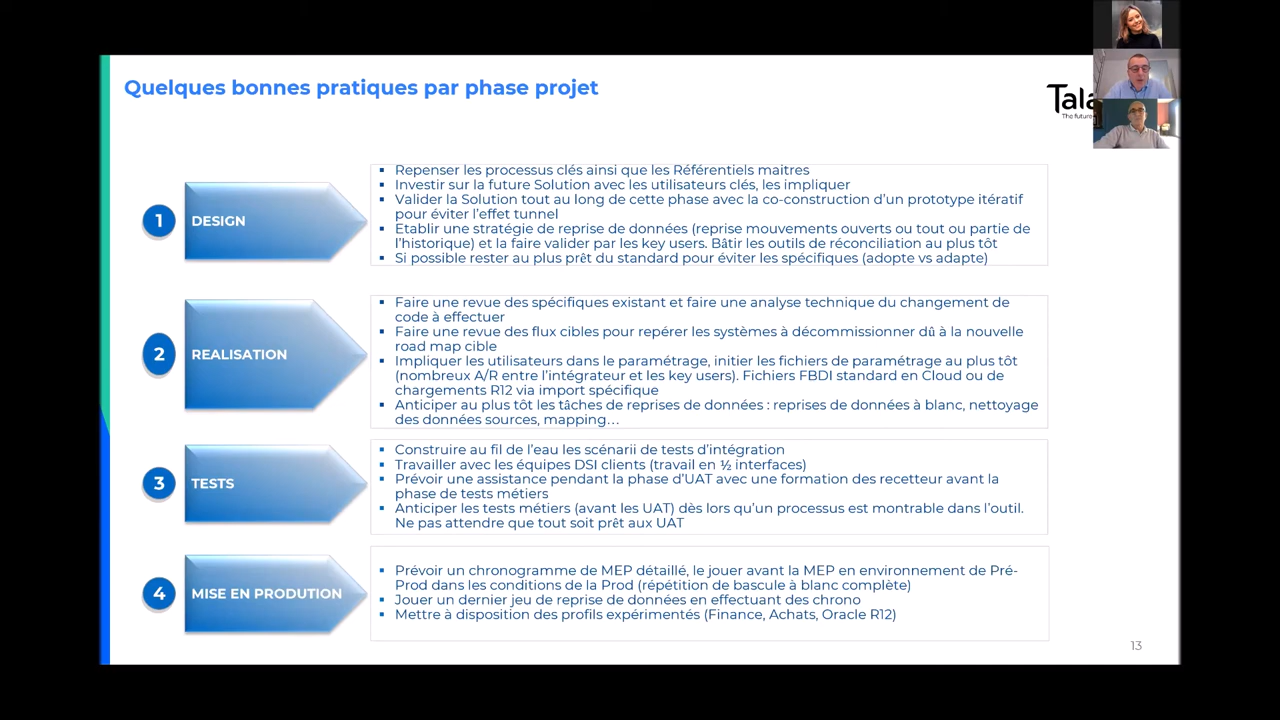 Quelques bonnes pratiques par phase projet
Tala
The future
1
DESIGN
▪ Repenser les processus clés ainsi que les Référentiels maitres
▪ Investir sur la future Solution avec les utilisateurs clés, les impliquer
▪ Valider la Solution tout au long de cette phase avec la co-construction d'un prototype itératif
pour éviter l'effet tunnel
▪ Etablir une stratégie de reprise de données (reprise mouvements ouverts ou tout ou partie de
l'historique) et la faire valider par les key users. Bâtir les outils de réconciliation au plus tôt
▪ Si possible rester au plus prêt du standard pour éviter les spécifiques (adopte vs adapte)
2
REALISATION
▪ Faire une revue des spécifiques existant et faire une analyse technique du changement de
code à effectuer
▪ Faire une revue des flux cibles pour repérer les systèmes à décommissionner dû à la nouvelle
road map cible
▪ Impliquer les utilisateurs dans le paramétrage, initier les fichiers de paramétrage au plus tôt
(nombreux A/R entre l'intégrateur et les key users). Fichiers FBDI standard en Cloud ou de
chargements R12 via import spécifique
▪ Anticiper au plus tôt les tâches de reprises de données : reprises de données à blanc, nettoyage
des données sources, mapping…
3
TESTS
▪ Construire au fil de l'eau les scénarii de tests d'intégration
▪ Travailler avec les équipes DSI clients (travail en ½ interfaces)
▪ Prévoir une assistance pendant la phase d'UAT avec une formation des recetteur avant la
phase de tests métiers
▪ Anticiper les tests métiers (avant les UAT) dès lors qu'un processus est montrable dans l'outil.
Ne pas attendre que tout soit prêt aux UAT
4
MISE EN PRODUTION
▪ Prévoir un chronogramme de MEP détaillé, le jouer avant la MEP en environnement de Pré-
Prod dans les conditions de la Prod (répétition de bascule à blanc complète)
▪ Jouer un dernier jeu de reprise de données en effectuant des chrono
▪ Mettre à disposition des profils expérimentés (Finance, Achats, Oracle R12)
13